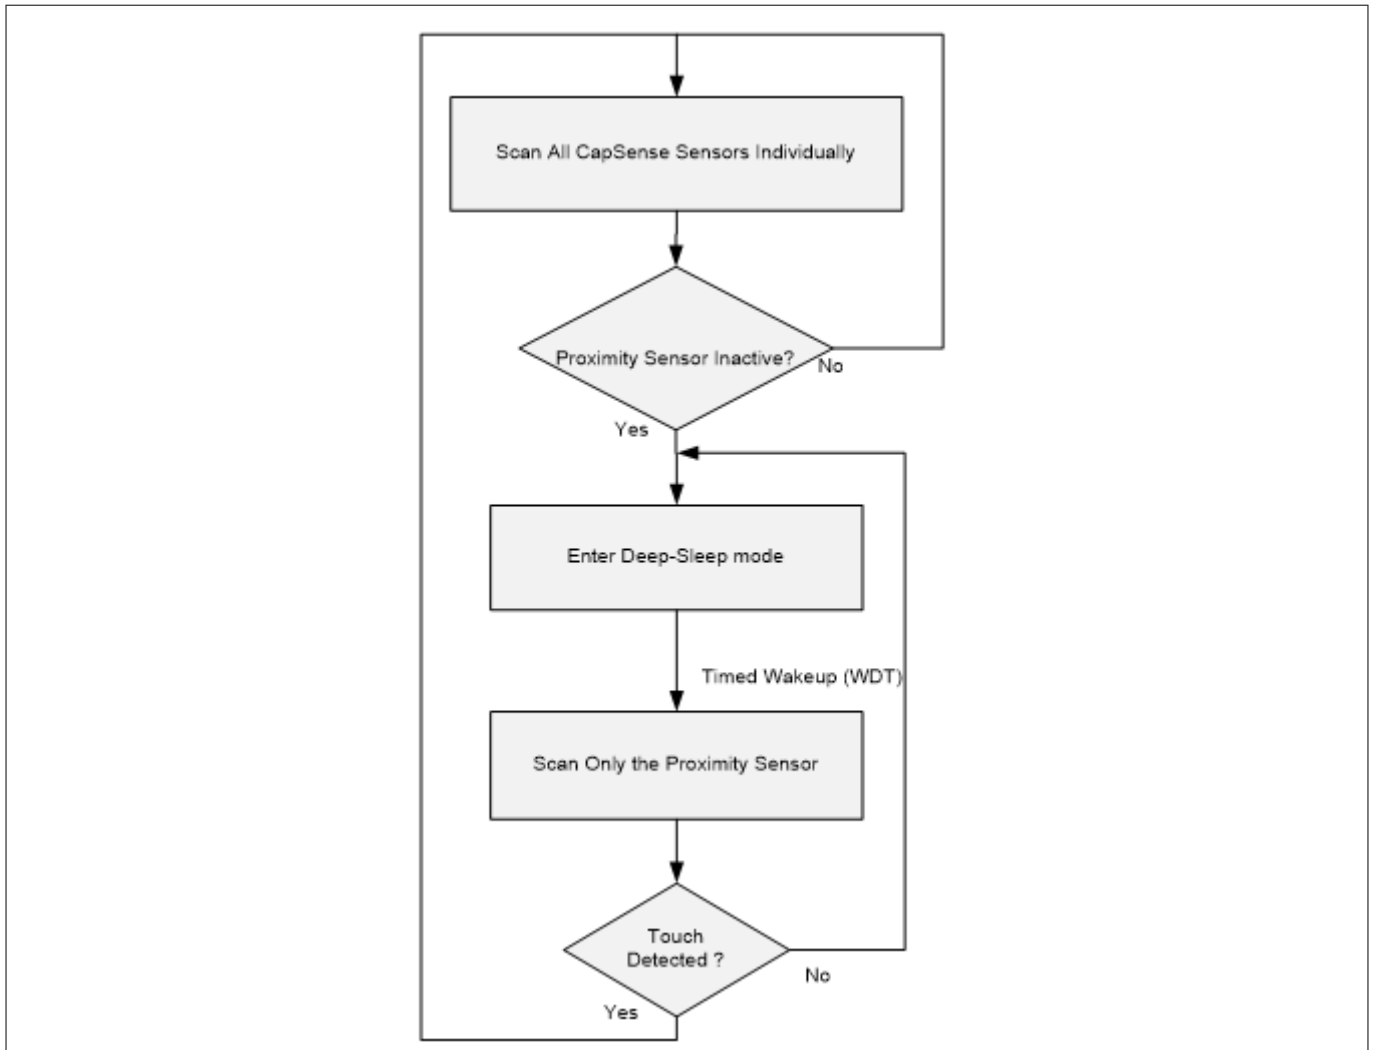 Scan All CapSense Sensors Individually
Proximity Sensor Inactive?
No
Yes
Enter Deep-Sleep mode
Timed Wakeup (WDT)
Scan Only the Proximity Sensor
Touch
Detected ?
No
Yes